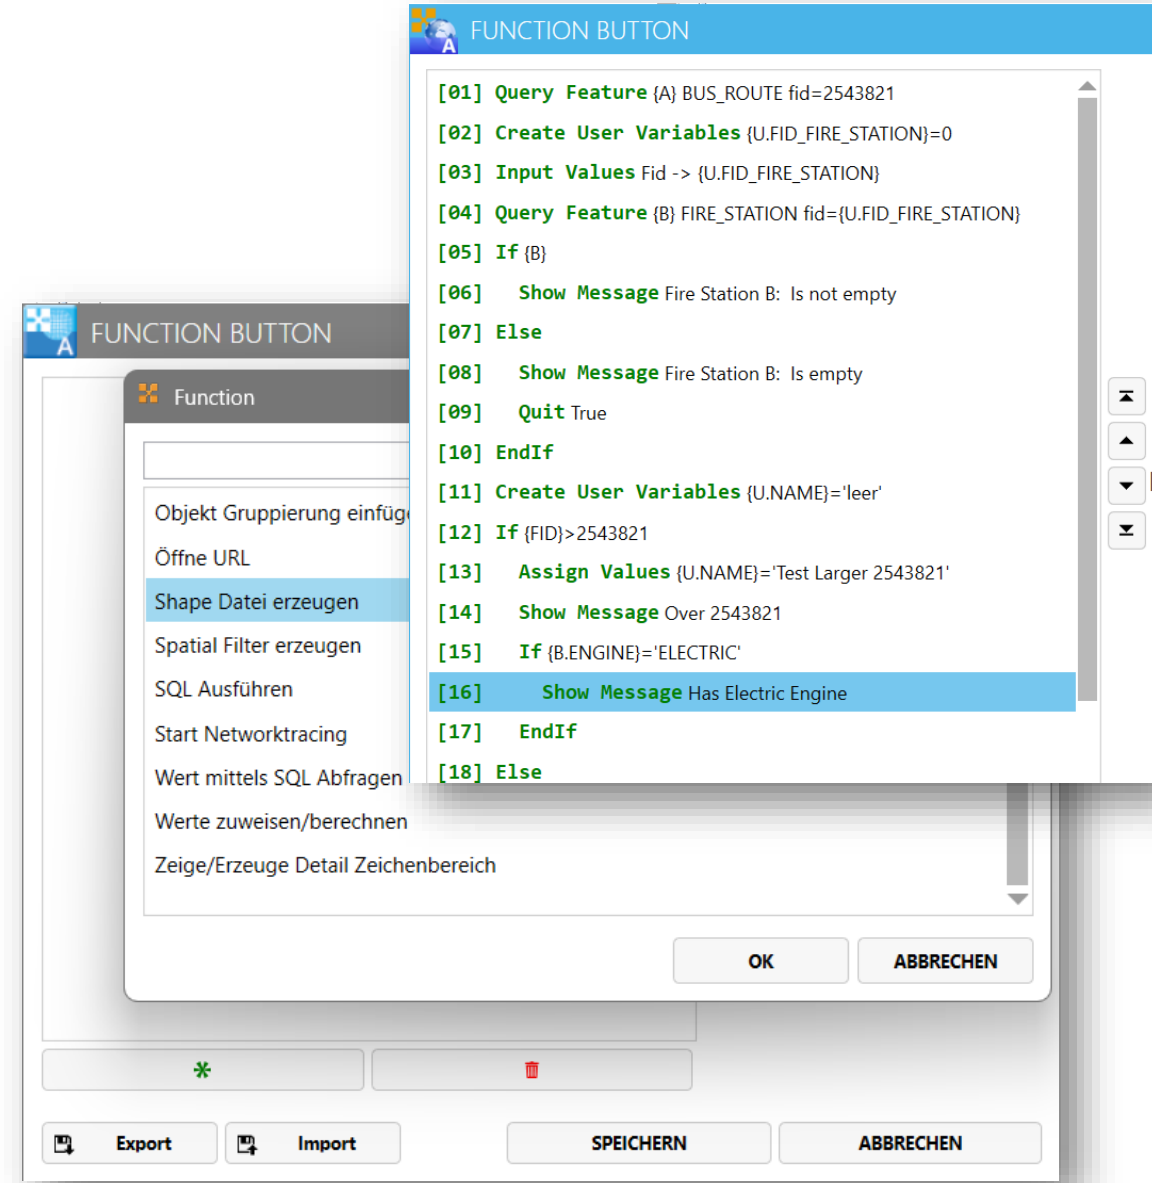 FUNCTION BUTTON
[01] Query Feature {A} BUS_ROUTE fid=2543821
[02] Create User Variables {U.FID_FIRE_STATION}=0
[03] Input Values Fid -> {U.FID_FIRE_STATION}
[04] Query Feature {B} FIRE_STATION fid={U.FID_FIRE_STATION}
[05] If {B}
[06] Show Message Fire Station B: Is not empty
[07] Else
[08] Show Message Fire Station B: Is empty
[09] Quit True
[10] EndIf
[11] Create User Variables {U.NAME}='leer'
[12] If {FID}>2543821
[13] Assign Values {U.NAME}='Test Larger 2543821'
[14] Show Message Over 2543821
[15] If {B.ENGINE}='ELECTRIC'
[16] Show Message Has Electric Engine
[17] EndIf
[18] Else
FUNCTION BUTTON
Function
Objekt Gruppierung einfüg
Öffne URL
Shape Datei erzeugen
Spatial Filter erzeugen
SQL Ausführen
Start Networktracing
Wert mittels SQL Abfragen
Werte zuweisen/berechnen
Zeige/Erzeuge Detail Zeichenbereich
OK ABBRECHEN
Export Import SPEICHERN ABBRECHEN